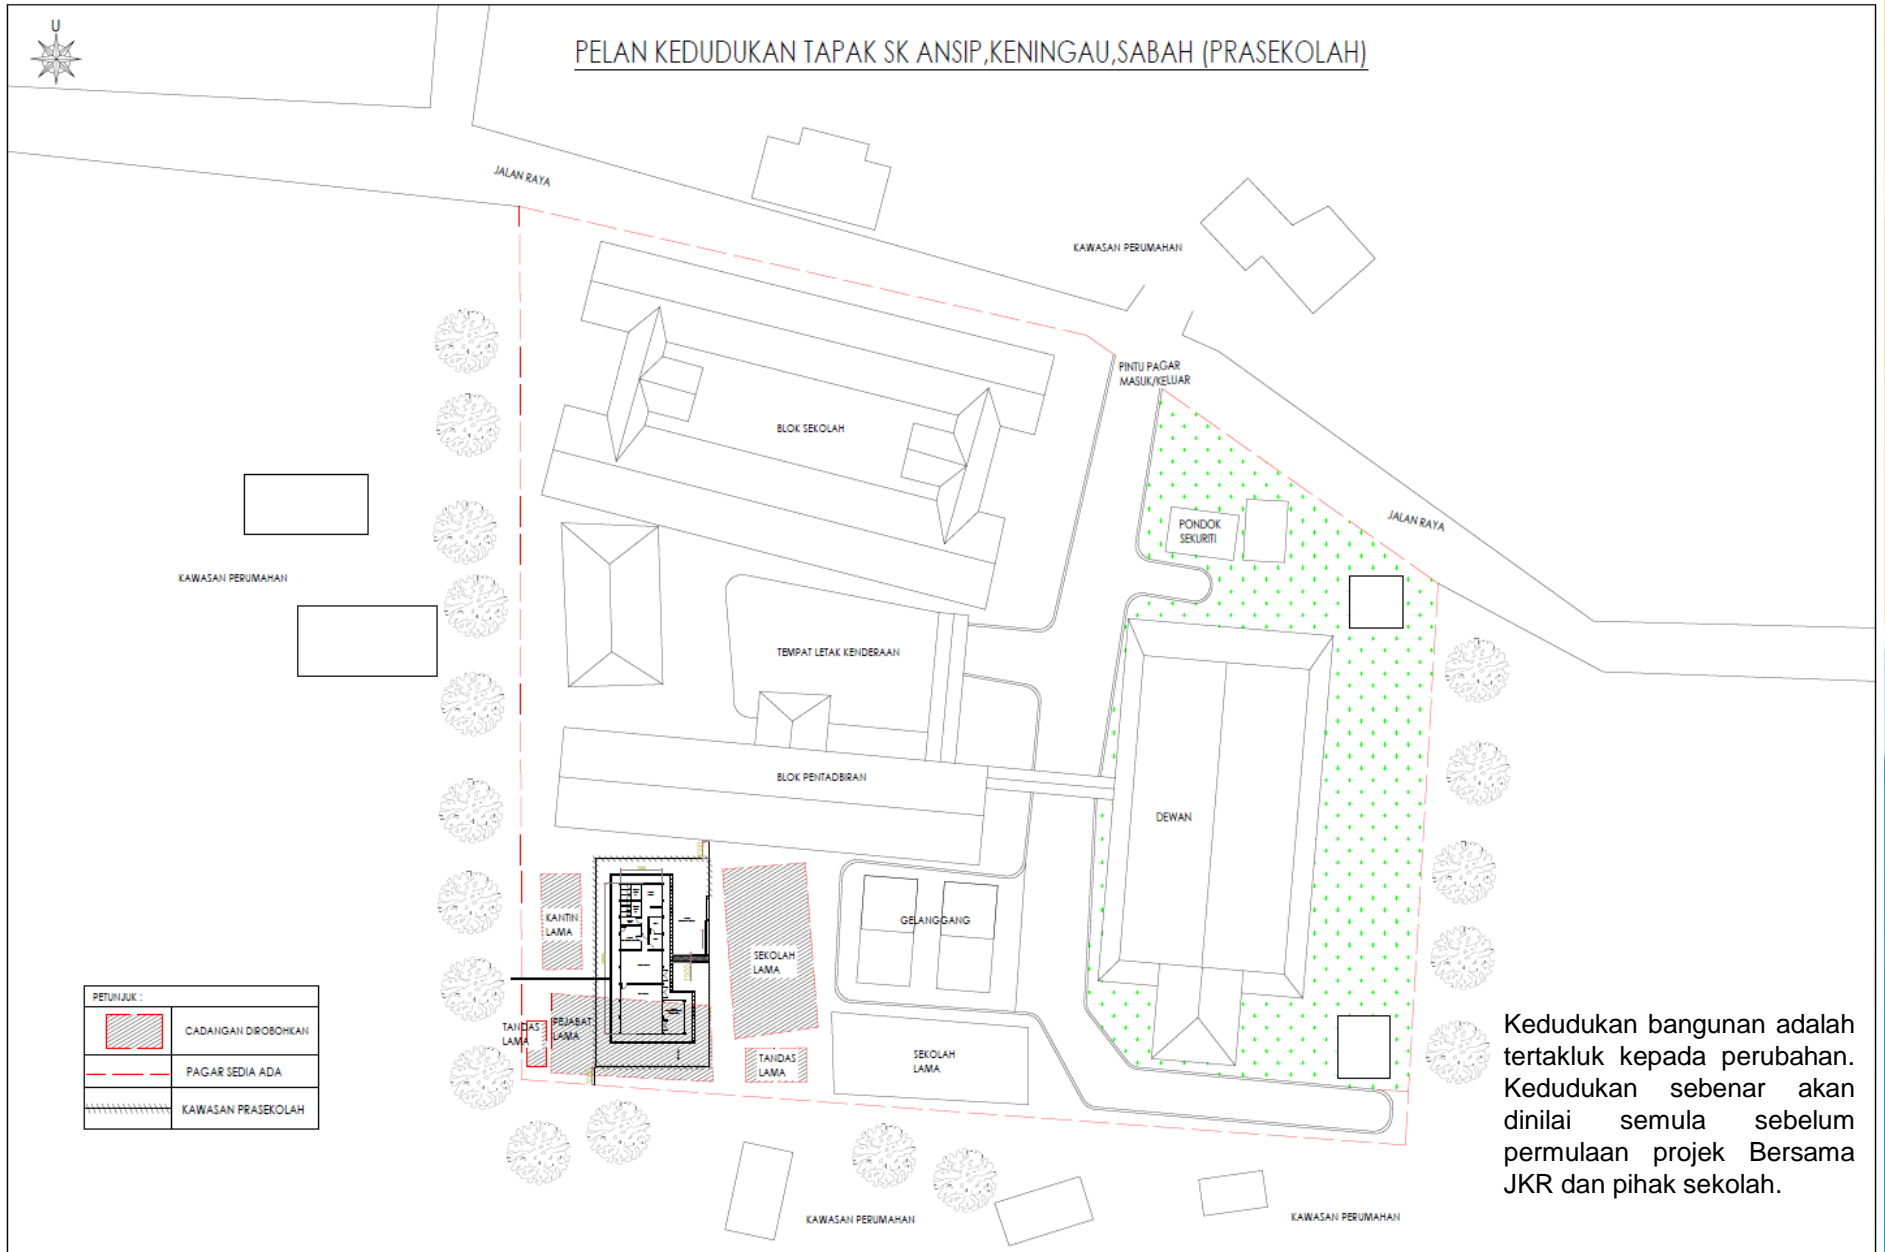 U
PELAN KEDUDUKAN TAPAK SK ANSIP,KENINGAU,SABAH (PRASEKOLAH)
JALAN RAYA
KAWASAN PERUMAHAN
PINTU PAGAR
MASUK/KELUAR
BLOK SEKOLAH
JALAN RAYA
PONDOK
SEKURITI
KAWASAN PERUMAHAN
TEMPAT LETAK KENDERAAN
BLOK PENTADBIRAN
DEWAN
KANTIN
LAMA
GELANGGANG
SEKOLAH
LAMA
TANDAS
LAMA
PEJABAT
LAMA
TANDAS
LAMA
SEKOLAH
LAMA
PETUNJUK :
CADANGAN DIROBOHKAN
PAGAR SEDIA ADA
KAWASAN PRASEKOLAH
Kedudukan bangunan adalah
tertakluk kepada perubahan.
Kedudukan sebenar akan
dinilai semula sebelum
permulaan projek Bersama
JKR dan pihak sekolah.
KAWASAN PERUMAHAN
KAWASAN PERUMAHAN